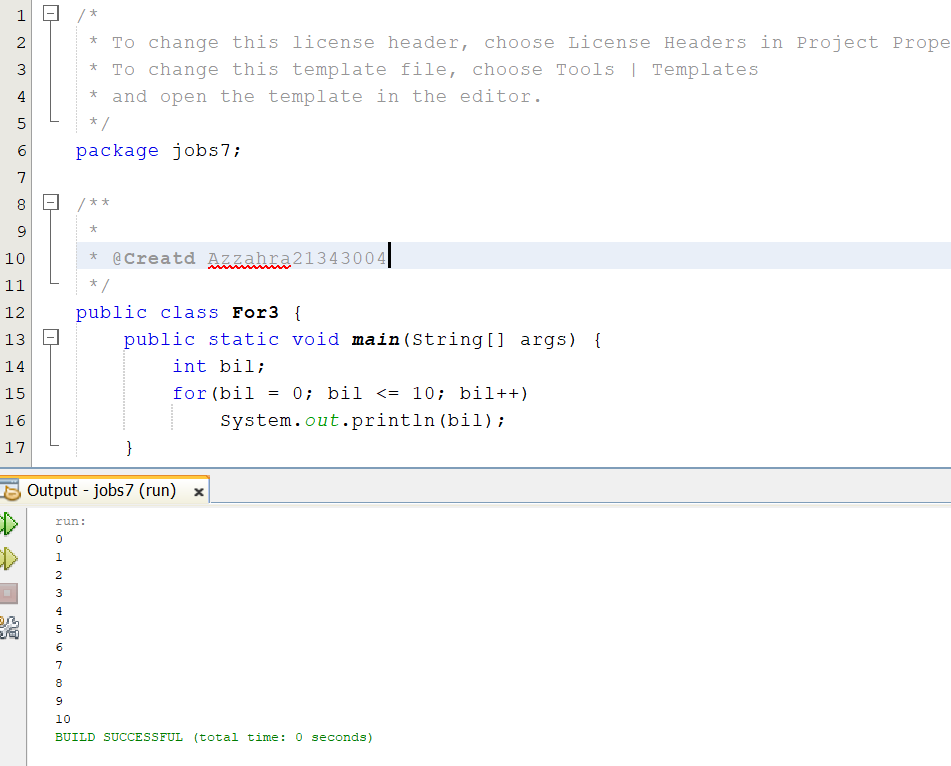 1 /*
2 * To change this license header, choose License Headers in Project Prope
3 * To change this template file, choose Tools | Templates
4 * and open the template in the editor.
5 */
6 package jobs7;
7
8 /**
9 *
10 * @Creatd Azzahra21343004
11 */
12 public class For3 {
13 public static void main(String[] args) {
14 int bil;
15 for(bil = 0; bil <= 10; bil++)
16 System.out.println(bil);
17 }
Output - jobs7 (run) x
run:
0
1
2
3
4
5
6
7
8
9
10
BUILD SUCCESSFUL (total time: 0 seconds)